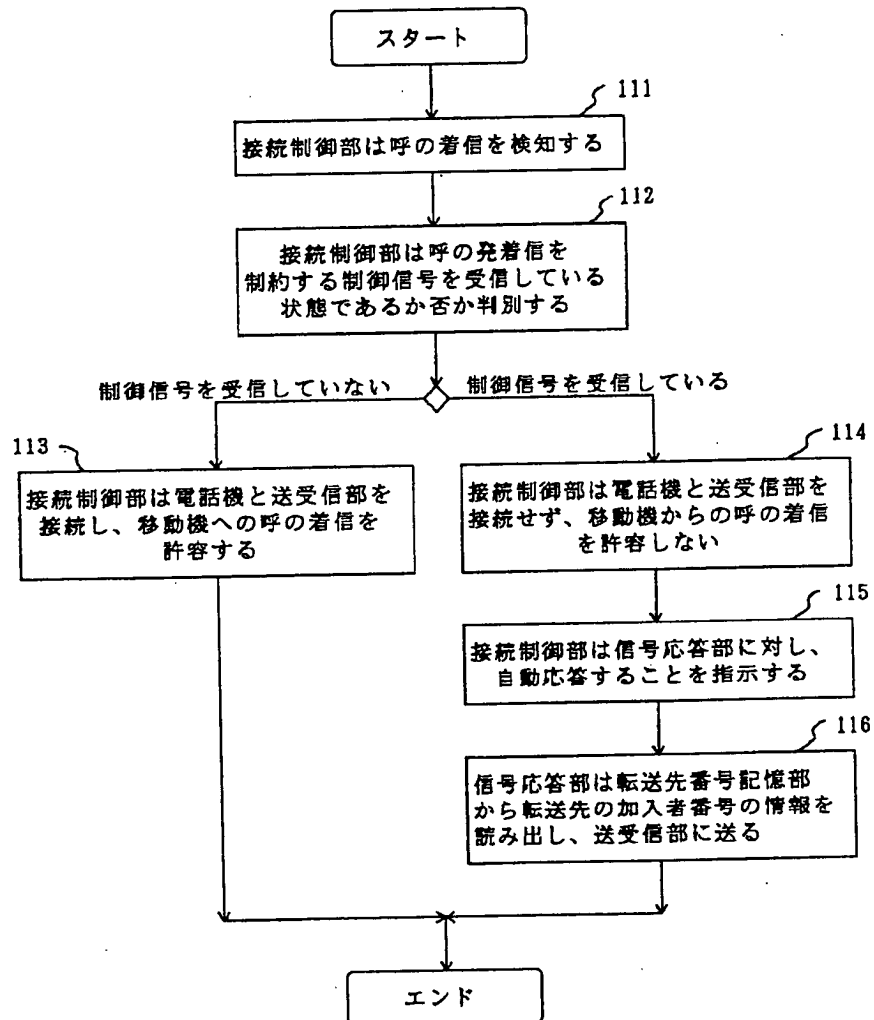 スタート
111
接続制御部は呼の着信を検知する
112
接続制御部は呼の発着信を
制約する制御信号を受信している
状態であるか否か判別する
制御信号を受信していない
制御信号を受信している
113
接続制御部は電話機と送受信部を
接続し、移動機への呼の着信を
許容する
114
接続制御部は電話機と送受信部を
接続せず、移動機からの呼の着信
を許容しない
115
接続制御部は信号応答部に対し、
自動応答することを指示する
116
信号応答部は転送先番号記憶部
から転送先の加入者番号の情報を
読み出し、送受信部に送る
エンド